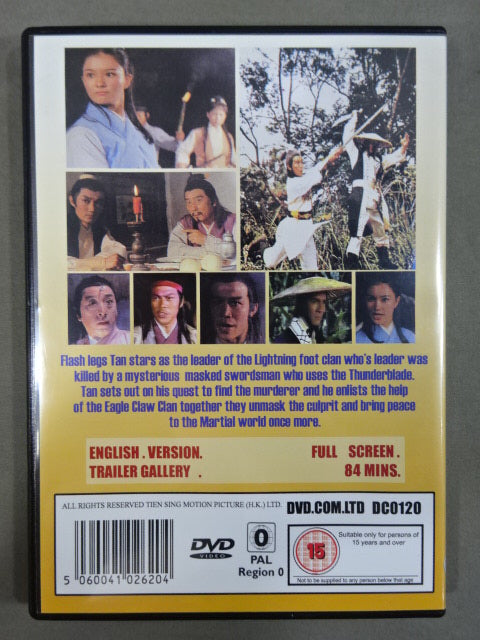 Flash legs Tan stars as the leader of the Lightning foot clan who's leader was
killed by a mysterious masked swordsman who uses the Thunderblade.
Tan sets out on his quest to find the murderer and he enlists the help
of the Eagle Claw Clan together they unmask the culprit and bring peace
to the Martial world once more.
ENGLISH . VERSION. FULL SCREEN.
TRAILER GALLERY . 84 MINS.
ALL RIGHTS RESERVED TIEN SING MOTION PICTURE (H.K.) LTD. DVD.COM.LTD DC0120
5 060041 026204
DVD
VIDEO
0
PAL
Region 0
15
Suitable only for persons of
15 years and over
Not to be supplied to any person below that age